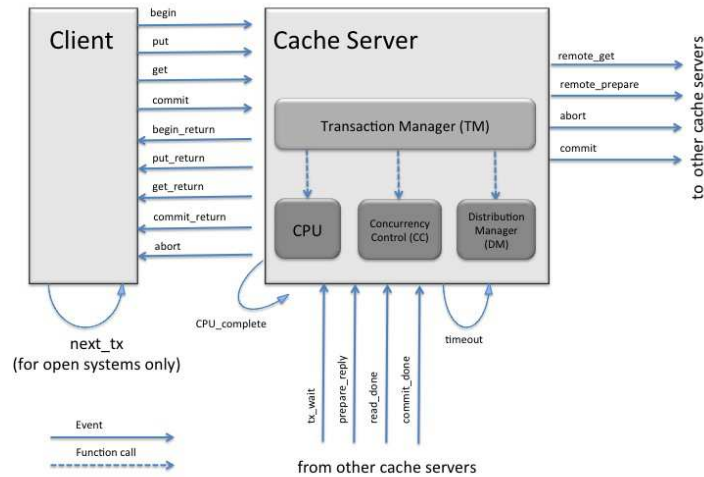 Client
begin
put
get
commit
begin_return
put_return
get_return
commit_return
abort
Cache Server
Transaction Manager (TM)
CPU
Concurrency
Control (CC)
Distribution
Manager
(DM)
remote_get
remote_prepare
abort
commit
to other cache servers
next_tx
(for open systems only)
CPU_complete
timeout
tx_wait
prepare_reply
read_done
commit_done
from other cache servers
Event
Function call